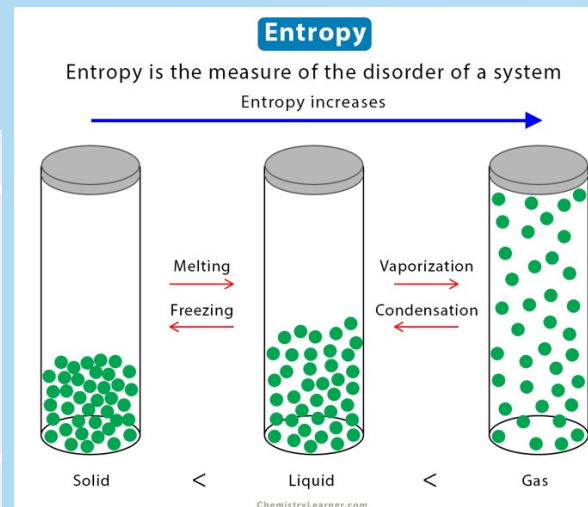 Entropy
Entropy is the measure of the disorder of a system
Entropy increases
Melting
Freezing
Vaporization
Condensation
Solid < Liquid < Gas
ChemistryLearner.com